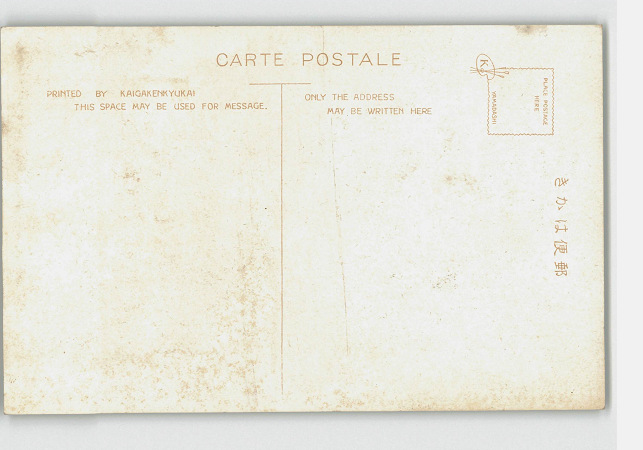 CARTE POSTALE
PRINTED BY KAIGAKENKYUKAI
THIS SPACE MAY BE USED FOR MESSAGE.
ONLY THE ADDRESS
MAY BE WRITTEN HERE
K
PLACE POSTAGE
HERE
YAMADASHI
きかは便郵